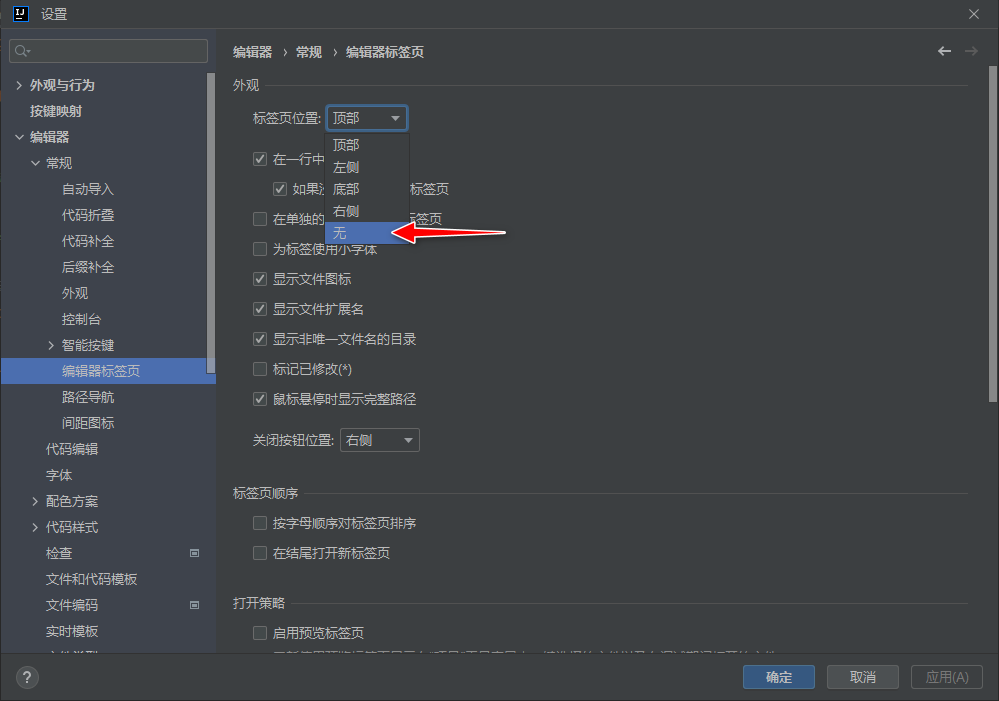 IJ 设置
外观与行为
按键映射
编辑器
常规
自动导入
代码折叠
代码补全
后缀补全
外观
控制台
智能按键
编辑器标签页
路径导航
间距图标
代码编辑
字体
配色方案
代码样式
检查
文件和代码模板
文件编码
实时模板
编辑器 › 常规 › 编辑器标签页
外观
标签页位置: 顶部
顶部
左侧
底部
右侧
无
在一行中
如果 标签页
在单独的 标签页
为标签使用小字体
显示文件图标
显示文件扩展名
显示非唯一文件名的目录
标记已修改(*)
鼠标悬停时显示完整路径
关闭按钮位置: 右侧
标签页顺序
按字母顺序对标签页排序
在结尾打开新标签页
打开策略
启用预览标签页
?
确定
取消
应用(A)